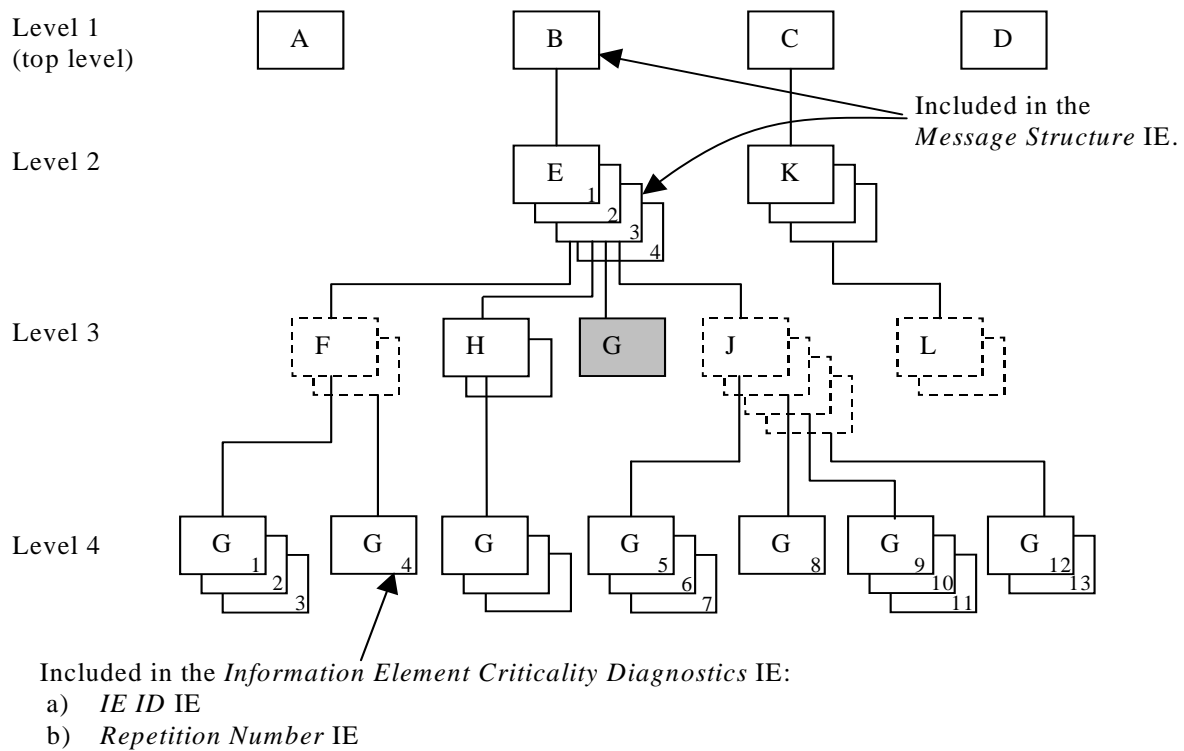 Level 1
(top level)
A
B
C
D
Included in the
Message Structure IE.
Level 2
E
1
2
3
4
K
Level 3
F
H
G
J
L
Level 4
G
1
2
3
G
4
G
G
5
6
7
G
8
G
9
10
11
G
12
13
Included in the Information Element Criticality Diagnostics IE:
a) IE ID IE
b) Repetition Number IE